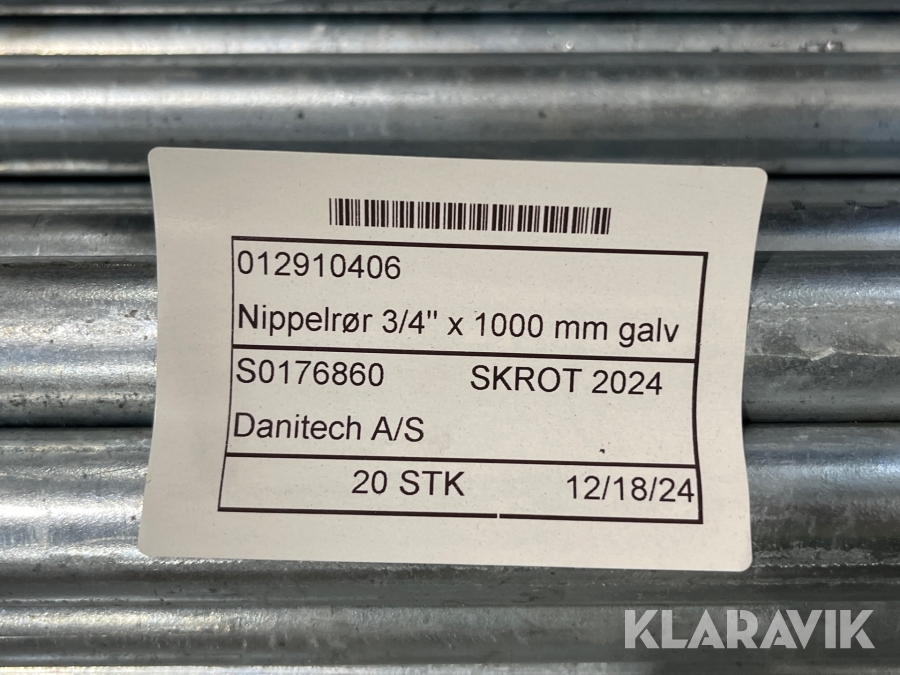 012910406
Nippelrør 3/4" x 1000 mm galv
S0176860 SKROT 2024
Danitech A/S
20 STK 12/18/24
KLARAVIK